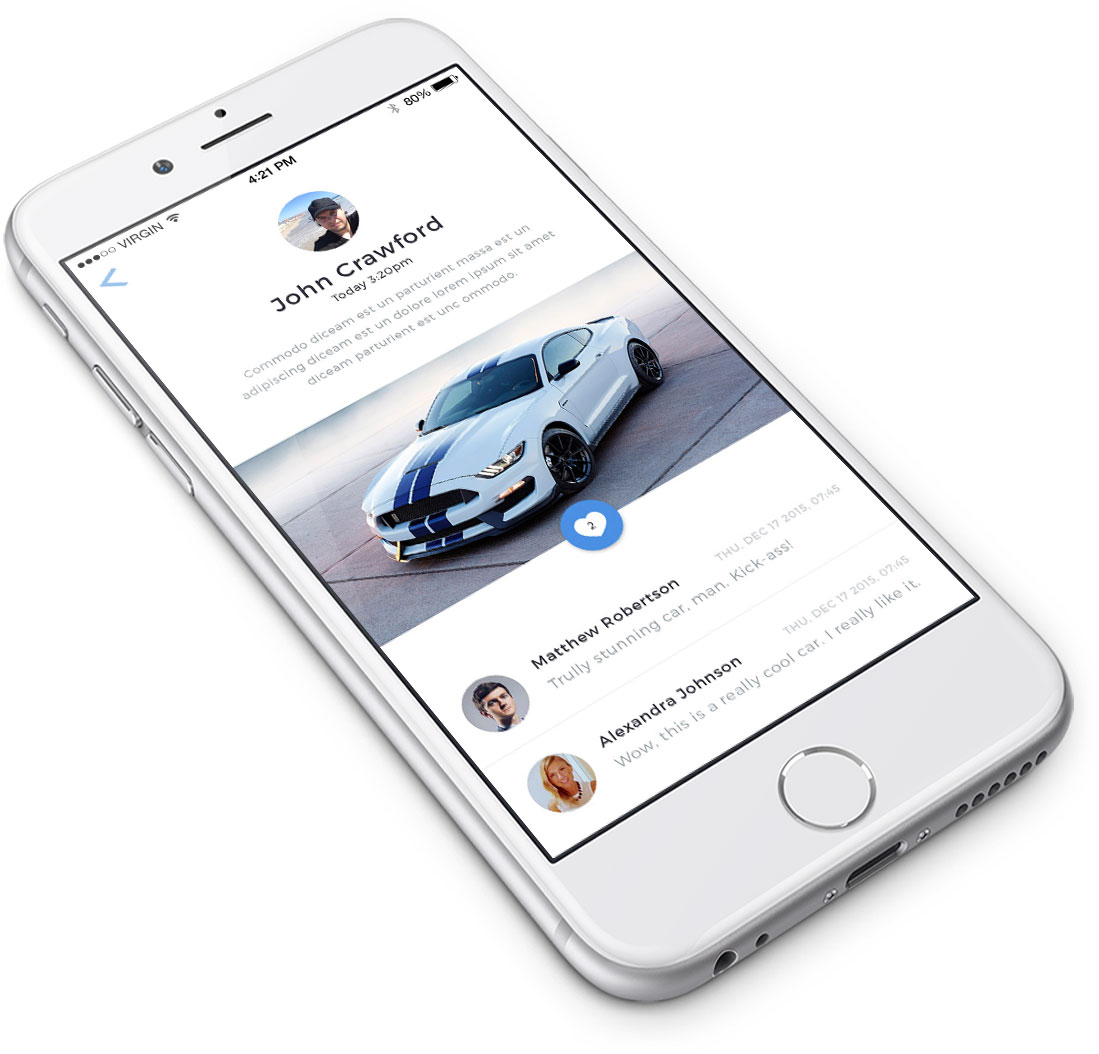 VIRGIN 4:21 PM 80%
John Crawford
Today 3:20pm
Commodo diceam est un parturient massa est un
adipiscing diceam est un dolore lorem ipsum sit amet
diceam parturient est unc ommodo.
2
Matthew Robertson THU, DEC 17 2015, 07:45
Trully stunning car, man. Kick-ass!
Alexandra Johnson THU, DEC 17 2015, 07:45
Wow, this is a really cool car. I really like it.